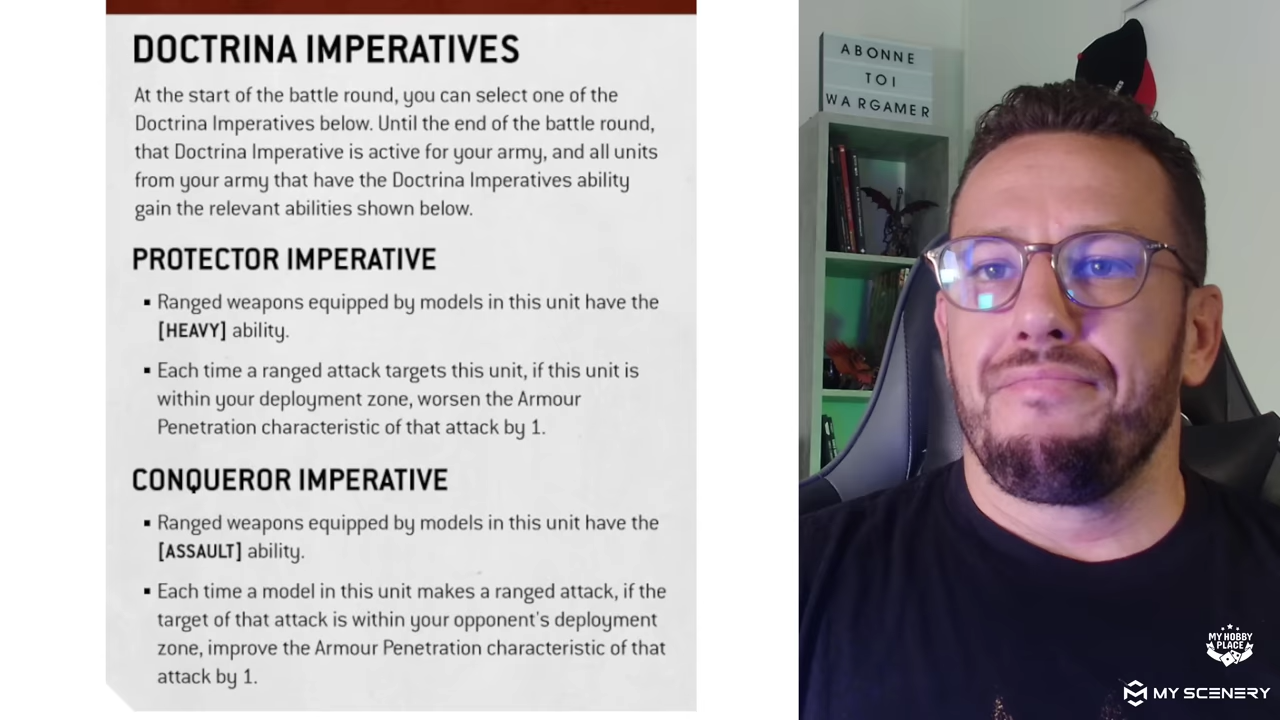 DOCTRINA IMPERATIVES
At the start of the battle round, you can select one of the
Doctrina Imperatives below. Until the end of the battle round,
that Doctrina Imperative is active for your army, and all units
from your army that have the Doctrina Imperatives ability
gain the relevant abilities shown below.
PROTECTOR IMPERATIVE
▪ Ranged weapons equipped by models in this unit have the
[HEAVY] ability.
▪ Each time a ranged attack targets this unit, if this unit is
within your deployment zone, worsen the Armour
Penetration characteristic of that attack by 1.
CONQUEROR IMPERATIVE
▪ Ranged weapons equipped by models in this unit have the
[ASSAULT] ability.
▪ Each time a model in this unit makes a ranged attack, if the
target of that attack is within your opponent's deployment
zone, improve the Armour Penetration characteristic of that
attack by 1.
ABONNE
TOI
WARGAMER
MY HOBBY
PLACE
MY SCENERY